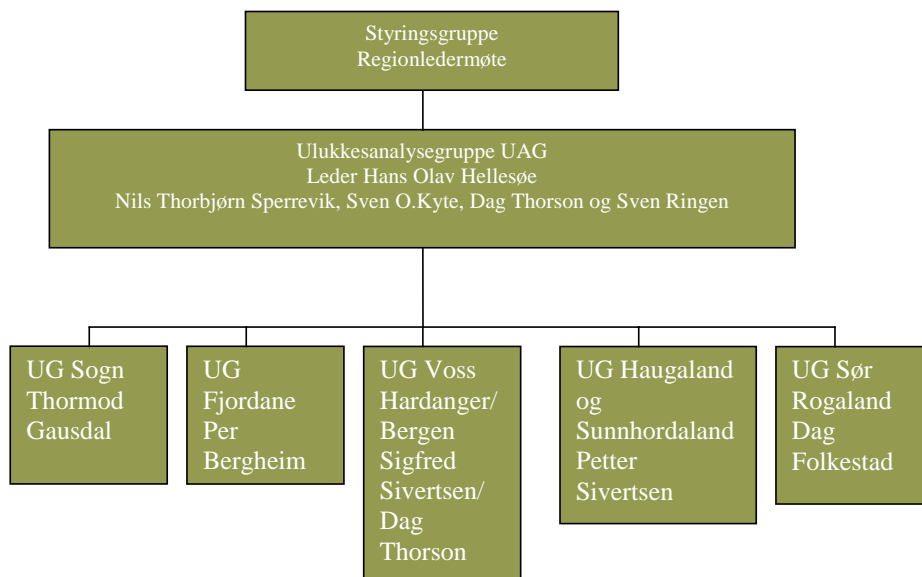 Styringsgruppe
Regionledermøte
Ulukkesanalysegruppe UAG
Leder Hans Olav Hellesøe
Nils Thorbjørn Sperrevik, Sven O.Kyte, Dag Thorson og Sven Ringen
UG Sogn
Thormod
Gausdal
UG
Fjordane
Per
Bergheim
UG Voss
Hardanger/
Bergen
Sigfred
Sivertsen/
Dag
Thorson
UG Haugaland
og
Sunnhordaland
Petter
Sivertsen
UG Sør
Rogaland
Dag
Folkestad